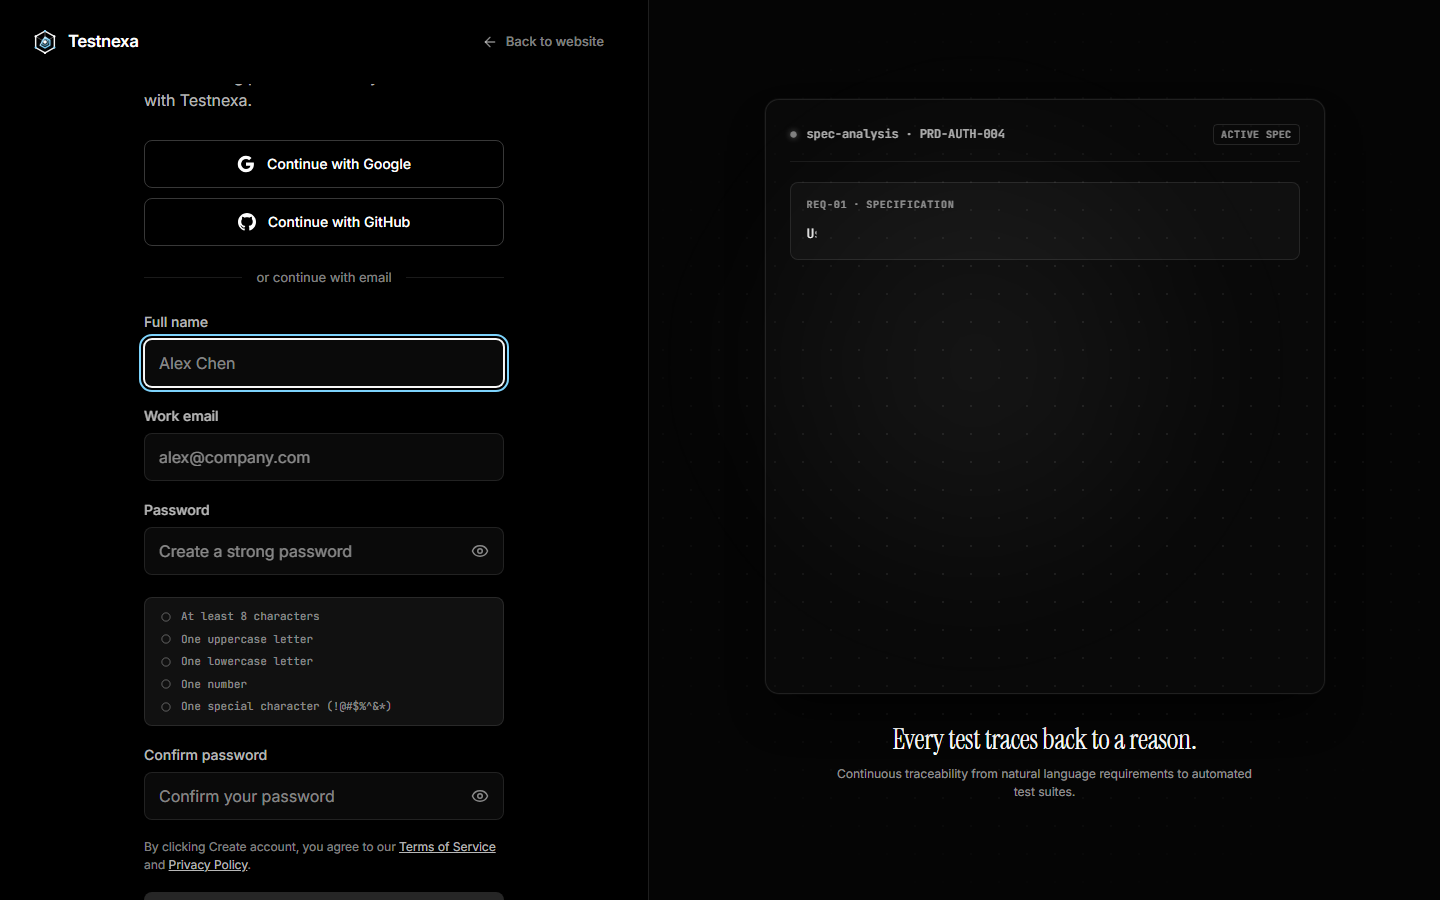 Testnexa
Back to website
with Testnexa.
Continue with Google
Continue with GitHub
or continue with email
Full name
Alex Chen
Work email
alex@company.com
Password
Create a strong password
At least 8 characters
One uppercase letter
One lowercase letter
One number
One special character (!@#$%^&*)
Confirm password
Confirm your password
By clicking Create account, you agree to our Terms of Service
and Privacy Policy.
spec-analysis · PRD-AUTH-004
ACTIVE SPEC
REQ-01 · SPECIFICATION
Us
Every test traces back to a reason.
Continuous traceability from natural language requirements to automated
test suites.